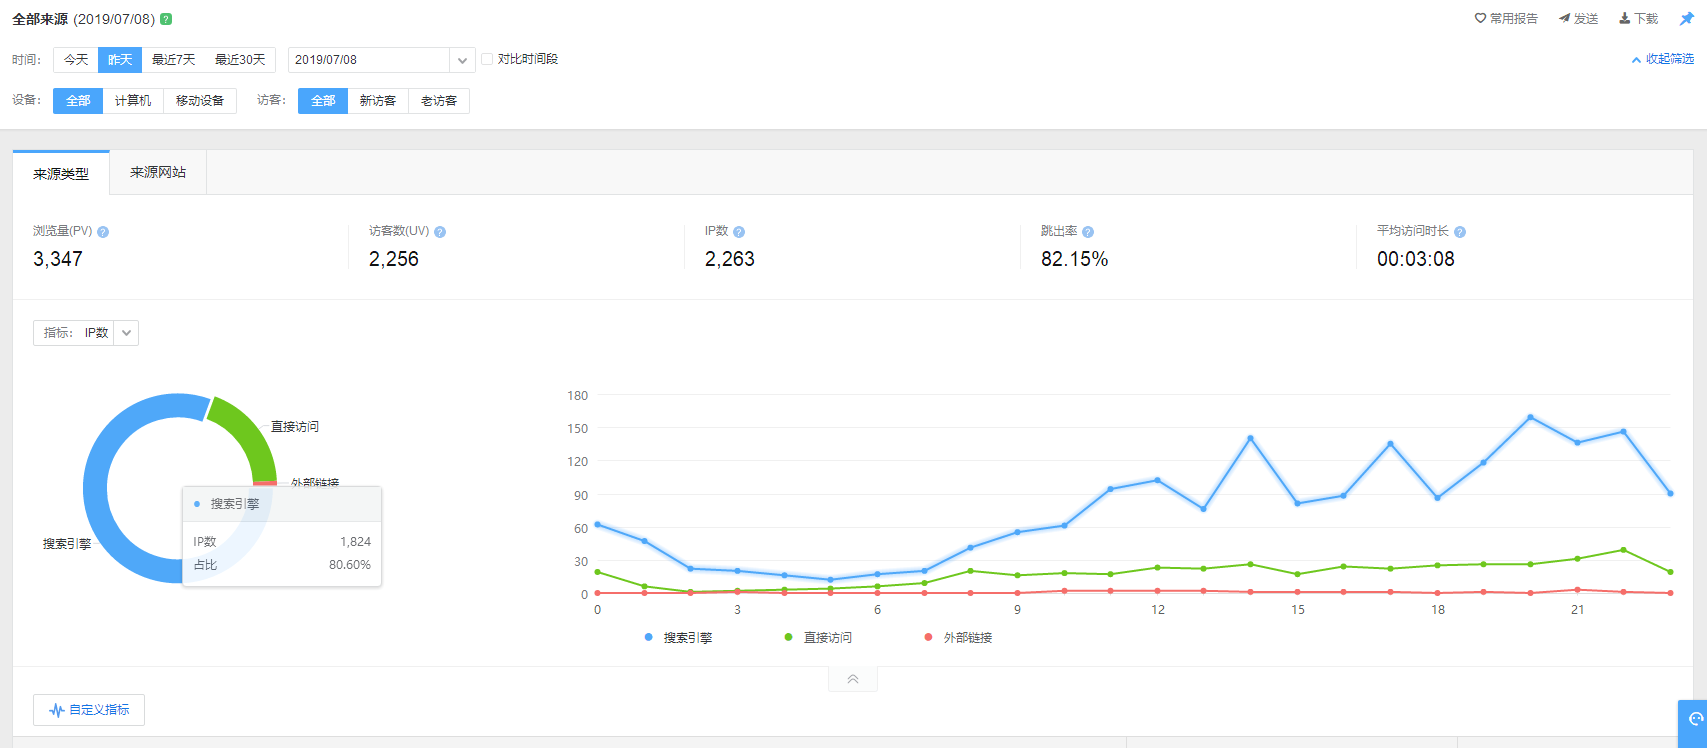 全部来源 (2019/07/08) ?
常用报告 发送 下载
时间： 今天 昨天 最近7天 最近30天 2019/07/08 对比时间段
收起筛选
设备： 全部 计算机 移动设备 访客： 全部 新访客 老访客
来源类型 来源网站
浏览量(PV) ? 访客数(UV) ? IP数 ? 跳出率 ? 平均访问时长 ?
3,347 2,256 2,263 82.15% 00:03:08
指标： IP数
直接访问
外部链接
搜索引擎
搜索引擎
IP数 1,824
占比 80.60%
180
150
120
90
60
30
0
0 3 6 9 12 15 18 21
搜索引擎 直接访问 外部链接
自定义指标